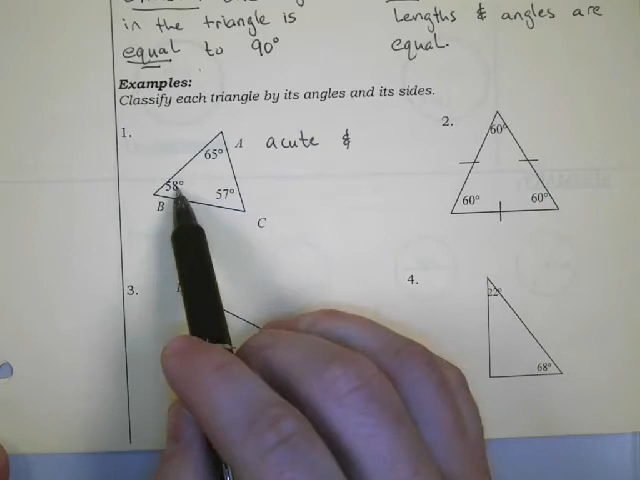 in the triangle is
equal to 90°
Lengths & angles are
equal.
Examples:
Classify each triangle by its angles and its sides.
1.
65°
A
acute &
58°
57°
B
C
2.
60°
60°
60°
3.
4.
22°
68°